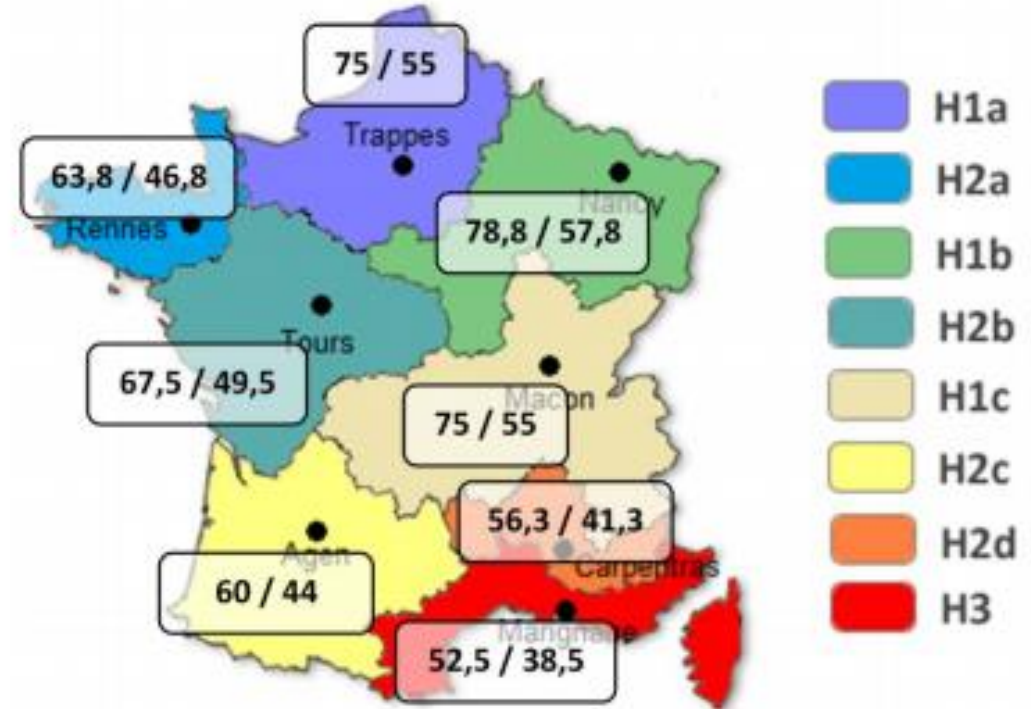 75 / 55
Trappes
63,8 / 46,8
Rennes
Nancy
78,8 / 57,8
Tours
67,5 / 49,5
Macon
75 / 55
56,3 / 41,3
Carpentras
Agen
60 / 44
Marignane
52,5 / 38,5
H1a
H2a
H1b
H2b
H1c
H2c
H2d
H3